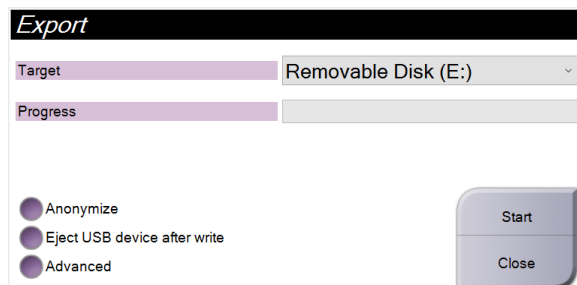 Export
Target
Removable Disk (E:)
Progress
Anonymize
Eject USB device after write
Advanced
Start
Close